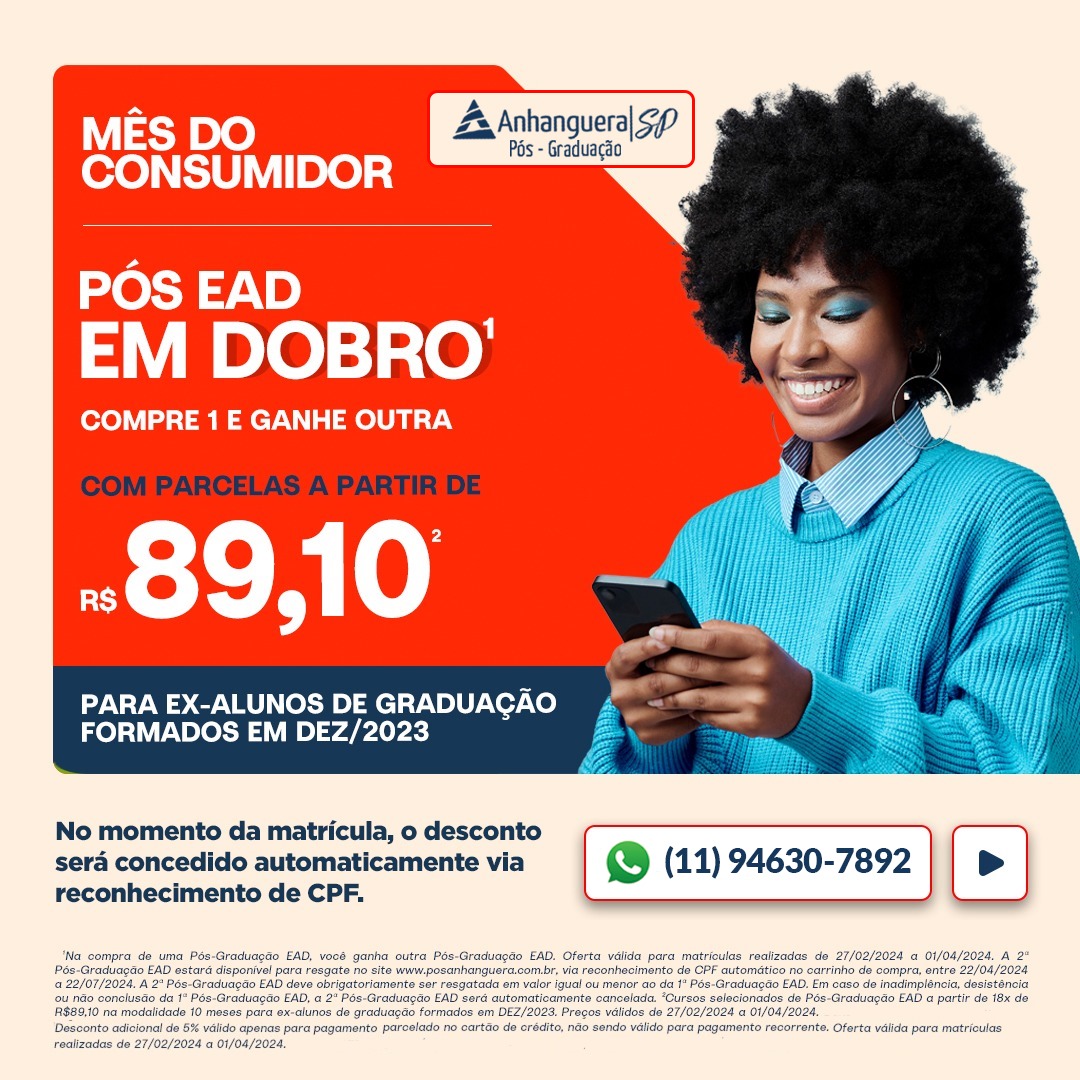 MÊS DO
CONSUMIDOR
Anhanguera|SP
Pós - Graduação
PÓS EAD
EM DOBRO¹
COMPRE 1 E GANHE OUTRA
COM PARCELAS A PARTIR DE
R$ 89,10²
PARA EX-ALUNOS DE GRADUAÇÃO
FORMADOS EM DEZ/2023
No momento da matrícula, o desconto
será concedido automaticamente via
reconhecimento de CPF.
(11) 94630-7892
¹Na compra de uma Pós-Graduação EAD, você ganha outra Pós-Graduação EAD. Oferta válida para matrículas realizadas de 27/02/2024 a 01/04/2024. A 2ª
Pós-Graduação EAD estará disponível para resgate no site www.posanhanguera.com.br, via reconhecimento de CPF automático no carrinho de compra, entre 22/04/2024
a 22/07/2024. A 2ª Pós-Graduação EAD deve obrigatoriamente ser resgatada em valor igual ou menor ao da 1ª Pós-Graduação EAD. Em caso de inadimplência, desistência
ou não conclusão da 1ª Pós-Graduação EAD, a 2ª Pós-Graduação EAD será automaticamente cancelada. ²Cursos selecionados de Pós-Graduação EAD a partir de 18x de
R$89,10 na modalidade 10 meses para ex-alunos de graduação formados em DEZ/2023. Preços válidos de 27/02/2024 a 01/04/2024.
Desconto adicional de 5% válido apenas para pagamento parcelado no cartão de crédito, não sendo válido para pagamento recorrente. Oferta válida para matrículas
realizadas de 27/02/2024 a 01/04/2024.